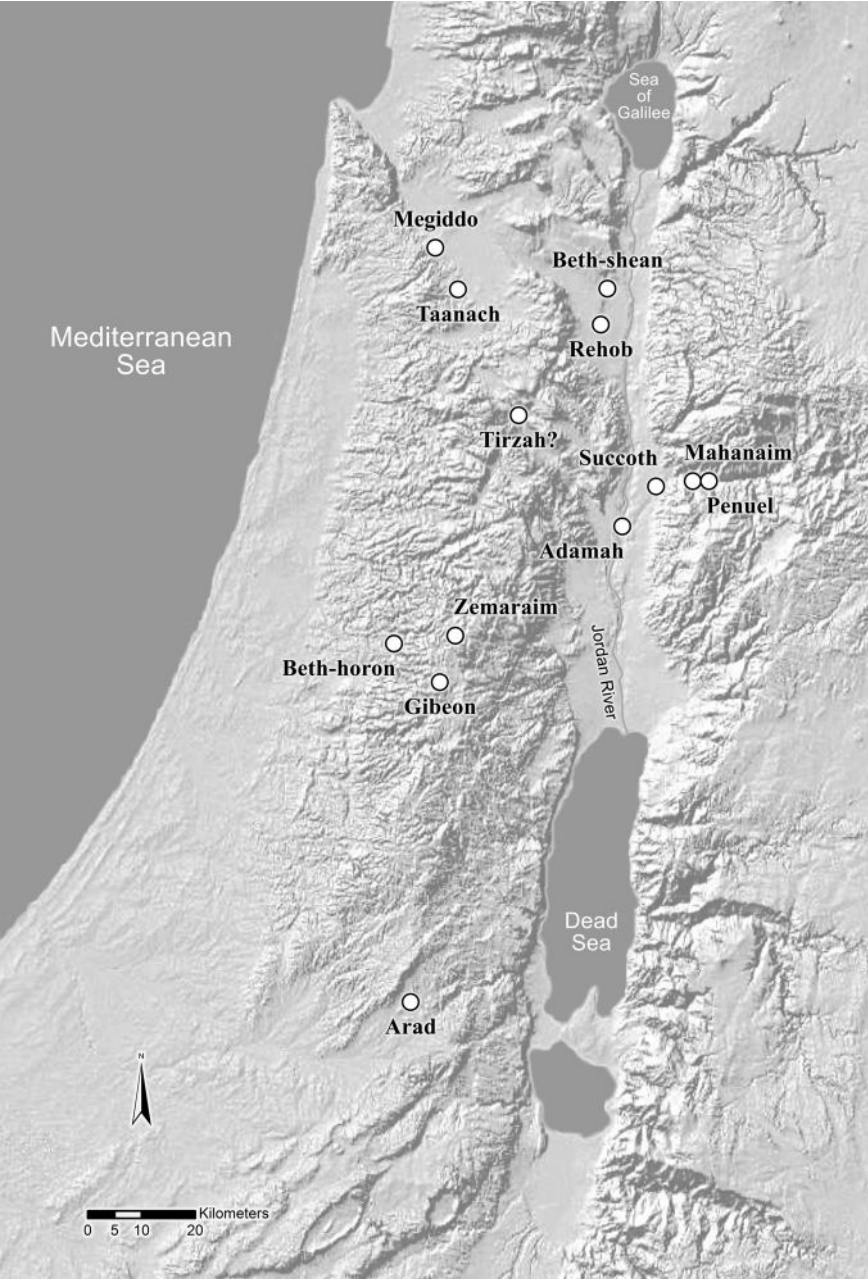 Sea
of
Galilee
Megiddo
Beth-shean
Taanach
Mediterranean
Sea
Rehob
Tirzah?
Succoth
Mahanaim
Penuel
Adamah
Zemaraim
Jordan River
Beth-horon
Gibeon
Dead
Sea
Arad
N
Kilometers
0 5 10 20